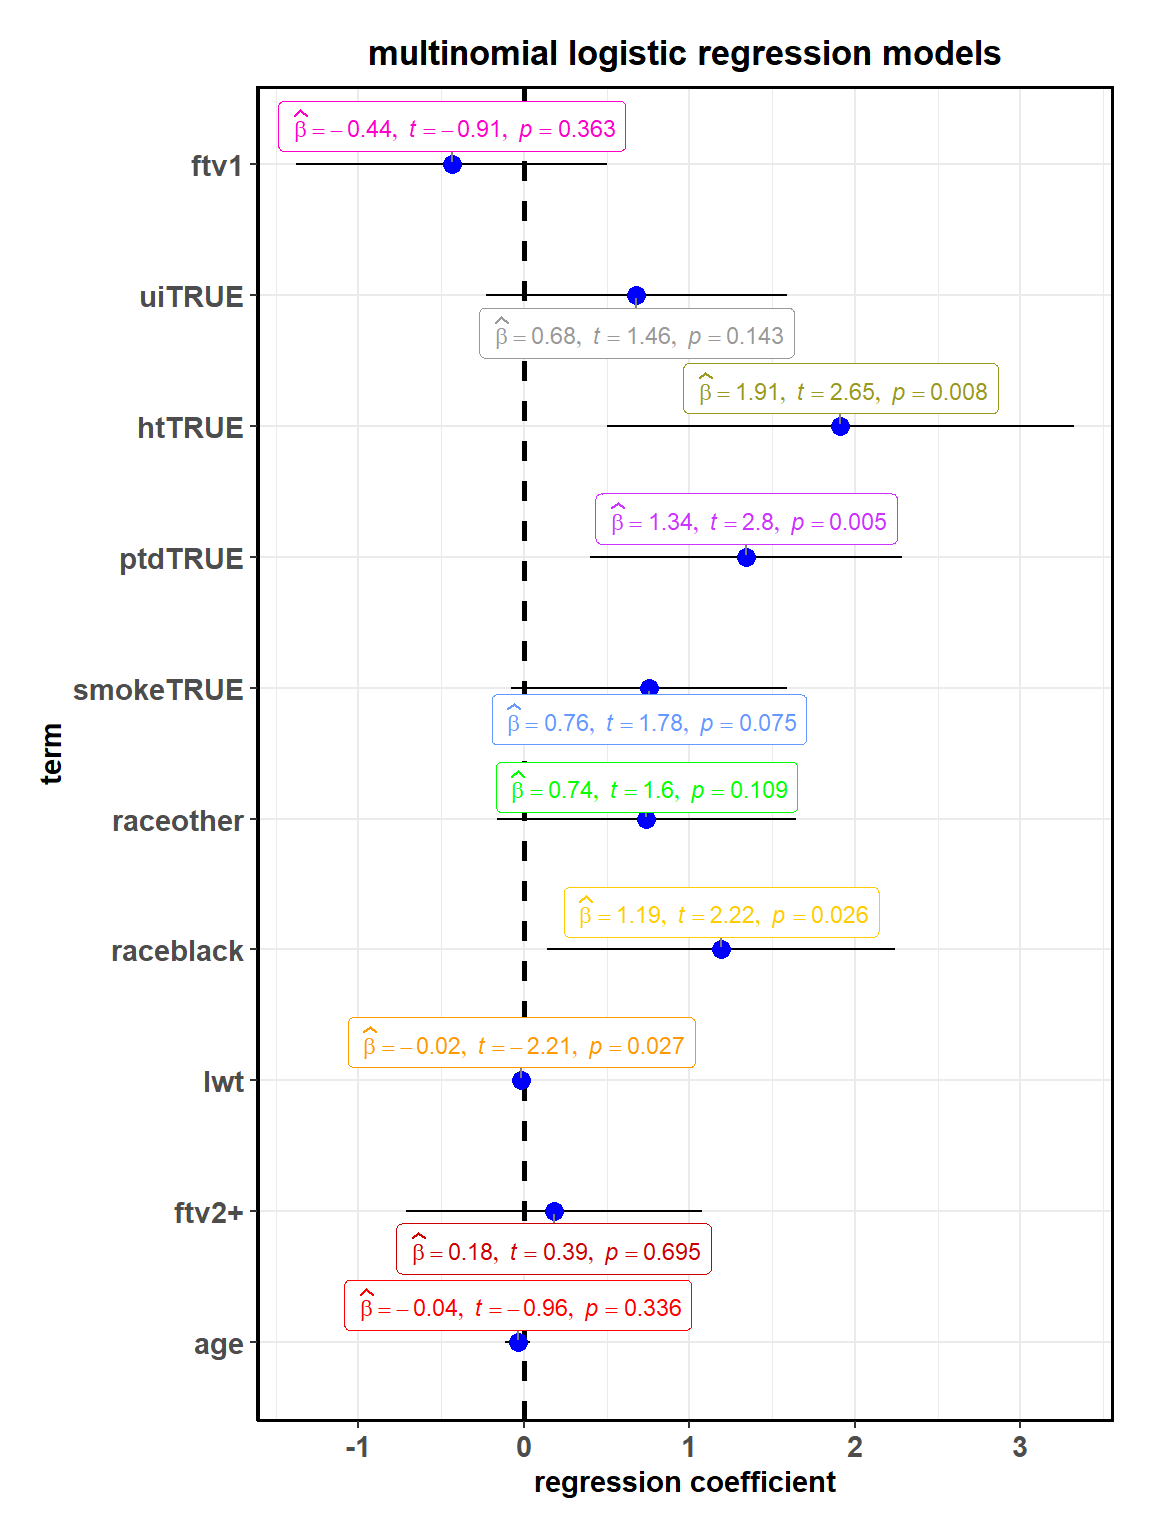 multinomial logistic regression models
β̂ = −0.44, t = −0.91, p = 0.363
ftv1
uiTRUE
β̂ = 0.68, t = 1.46, p = 0.143
β̂ = 1.91, t = 2.65, p = 0.008
htTRUE
β̂ = 1.34, t = 2.8, p = 0.005
ptdTRUE
smokeTRUE
β̂ = 0.76, t = 1.78, p = 0.075
term
β̂ = 0.74, t = 1.6, p = 0.109
raceother
β̂ = 1.19, t = 2.22, p = 0.026
raceblack
β̂ = −0.02, t = −2.21, p = 0.027
lwt
ftv2+
β̂ = 0.18, t = 0.39, p = 0.695
β̂ = −0.04, t = −0.96, p = 0.336
age
-1 0 1 2 3
regression coefficient